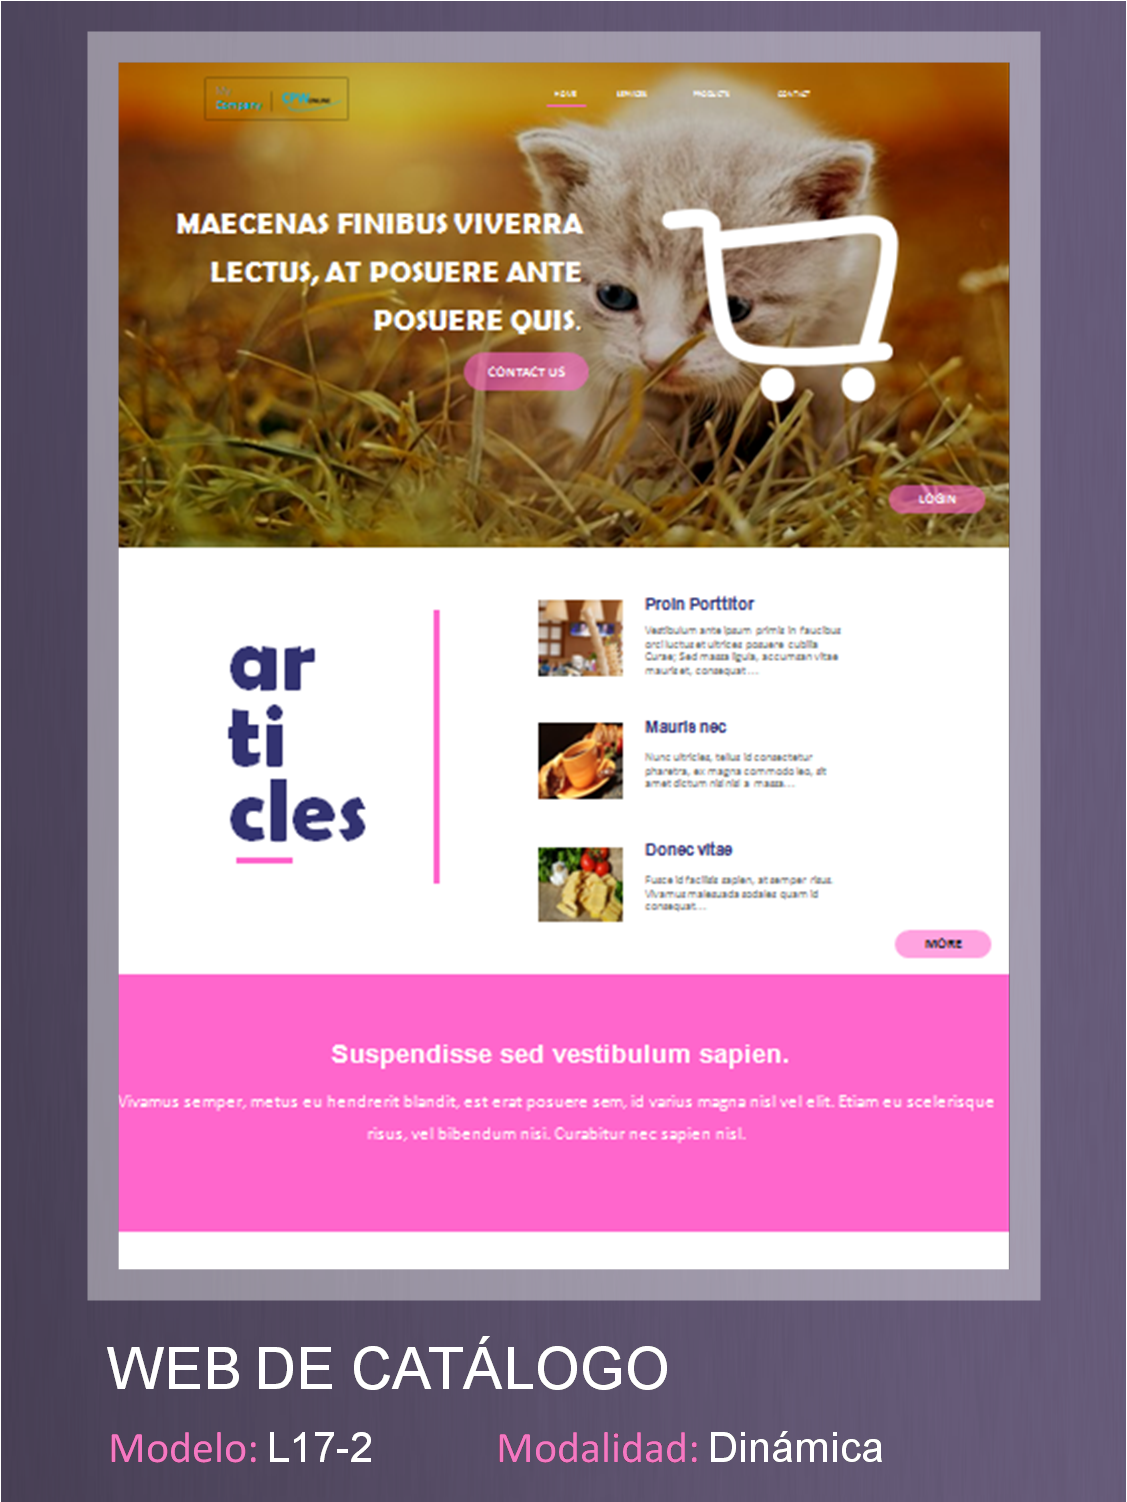 My
Company
CPW ONLINE
HOME SERVICES PRODUCTS CONTACT
MAECENAS FINIBUS VIVERRA
LECTUS, AT POSUERE ANTE
POSUERE QUIS.
CONTACT US
LOGIN
ar
ti
cles
Proin Porttitor
Vestibulum ante ipsum primis in faucibus
orci luctus et ultrices posuere cubilia
Curae; Sed massa ligula, accumsan vitae
mauris et, consequat...
Mauris nec
Nunc ultricies, tellus id consectetur
pharetra, ex magna commodo leo, sit
amet dictum nisi nisl a massa...
Donec vitae
Fusce id facilisis sapien, at semper risus.
Vivamus malesuada sodales quam id
consequat...
MORE
Suspendisse sed vestibulum sapien.
Vivamus semper, metus eu hendrerit blandit, est erat posuere sem, id varius magna nisl vel elit. Etiam eu scelerisque
risus, vel bibendum nisi. Curabitur nec sapien nisl.
WEB DE CATÁLOGO
Modelo: L17-2 Modalidad: Dinámica